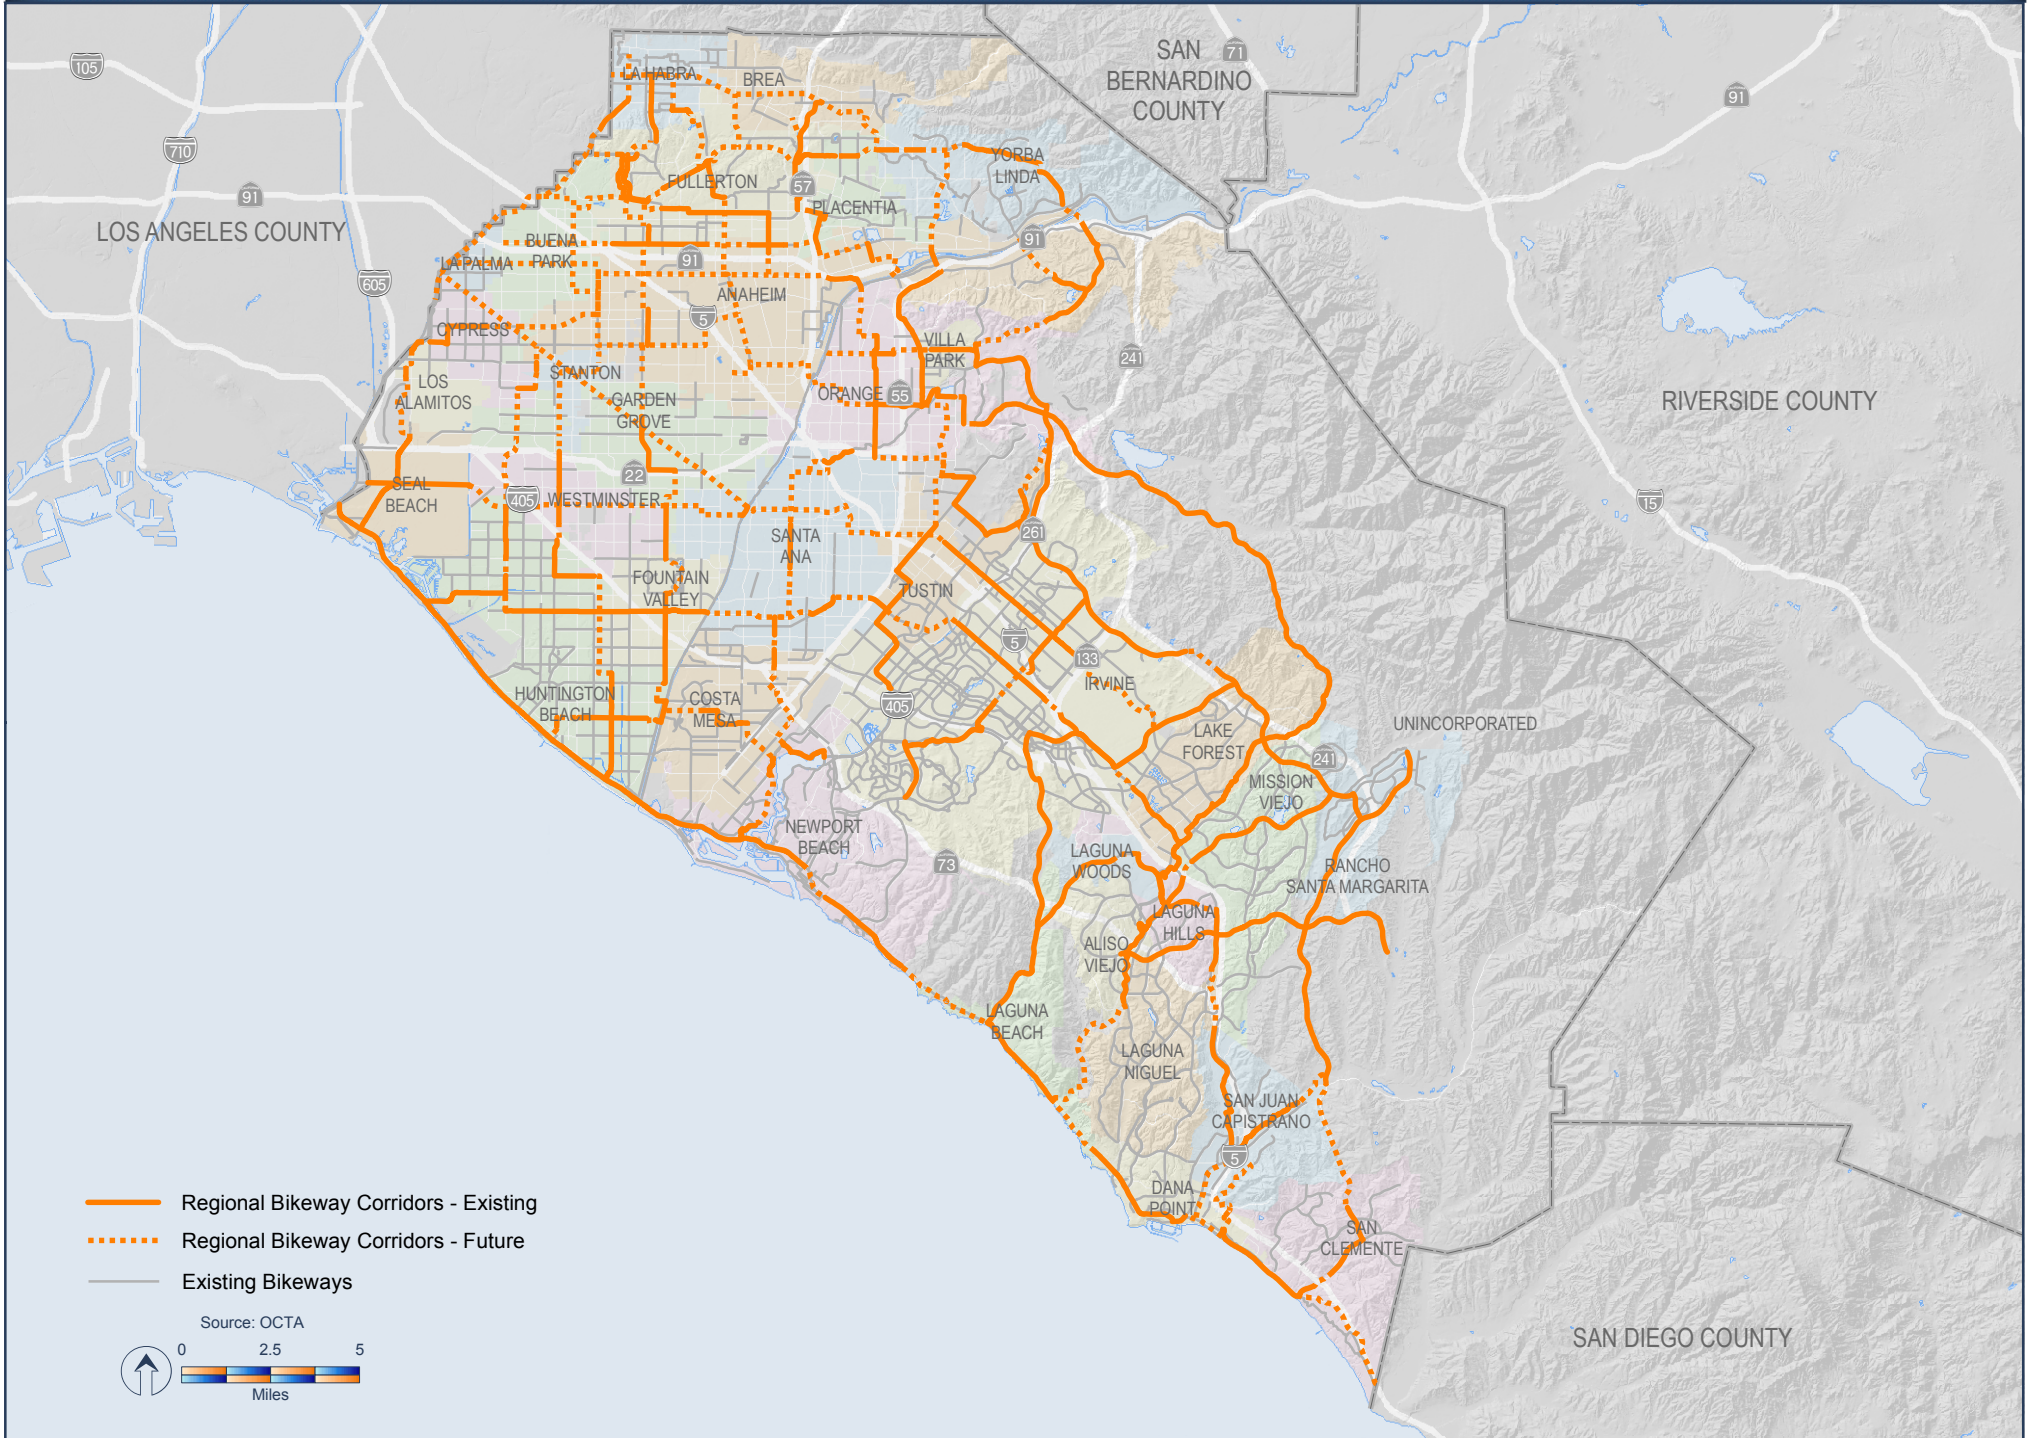 SAN
BERNARDINO
COUNTY
71
105
LA HABRA
BREA
91
710
YORBA
LINDA
FULLERTON
57
91
PLACENTIA
LOS ANGELES COUNTY
BUENA
PARK
91
LA PALMA
91
605
ANAHEIM
5
CYPRESS
VILLA
PARK
241
STANTON
LOS
ALAMITOS
ORANGE
55
GARDEN
GROVE
RIVERSIDE COUNTY
22
SEAL
BEACH
405
WESTMINSTER
15
SANTA
ANA
261
FOUNTAIN
VALLEY
TUSTIN
5
133
IRVINE
HUNTINGTON
BEACH
COSTA
MESA
405
LAKE
FOREST
UNINCORPORATED
241
MISSION
VIEJO
NEWPORT
BEACH
73
LAGUNA
WOODS
RANCHO
SANTA MARGARITA
LAGUNA
HILLS
ALISO
VIEJO
LAGUNA
BEACH
LAGUNA
NIGUEL
SAN JUAN
CAPISTRANO
5
DANA
POINT
SAN
CLEMENTE
SAN DIEGO COUNTY
Regional Bikeway Corridors - Existing
Regional Bikeway Corridors - Future
Existing Bikeways
Source: OCTA
0 2.5 5
Miles